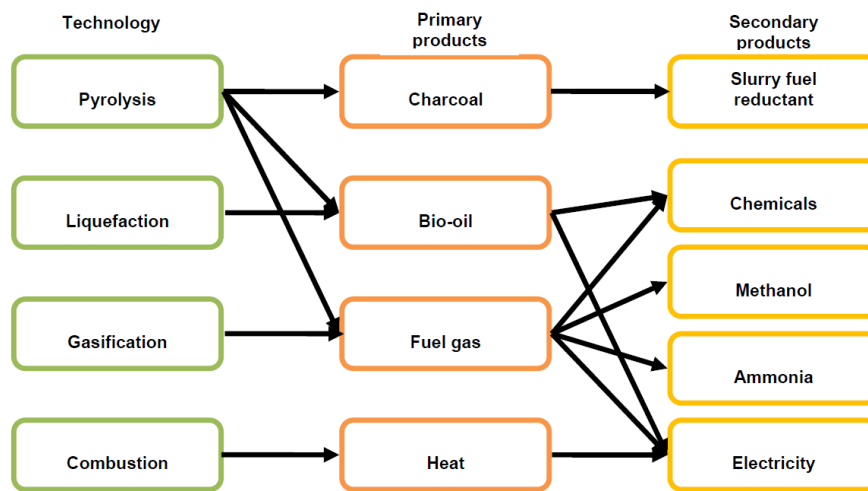 Technology
Primary
products
Secondary
products
Pyrolysis
Charcoal
Slurry fuel
reductant
Liquefaction
Bio-oil
Chemicals
Methanol
Gasification
Fuel gas
Ammonia
Combustion
Heat
Electricity